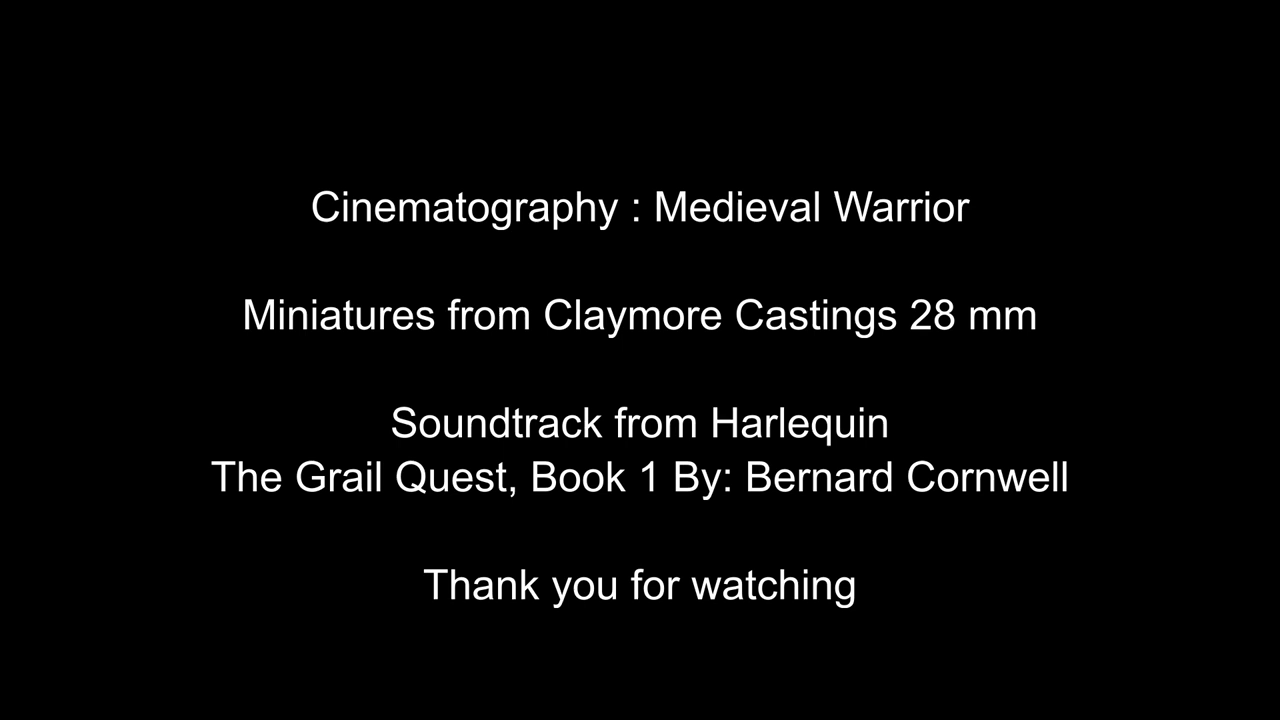 Cinematography : Medieval Warrior
Miniatures from Claymore Castings 28 mm
Soundtrack from Harlequin
The Grail Quest, Book 1 By: Bernard Cornwell
Thank you for watching